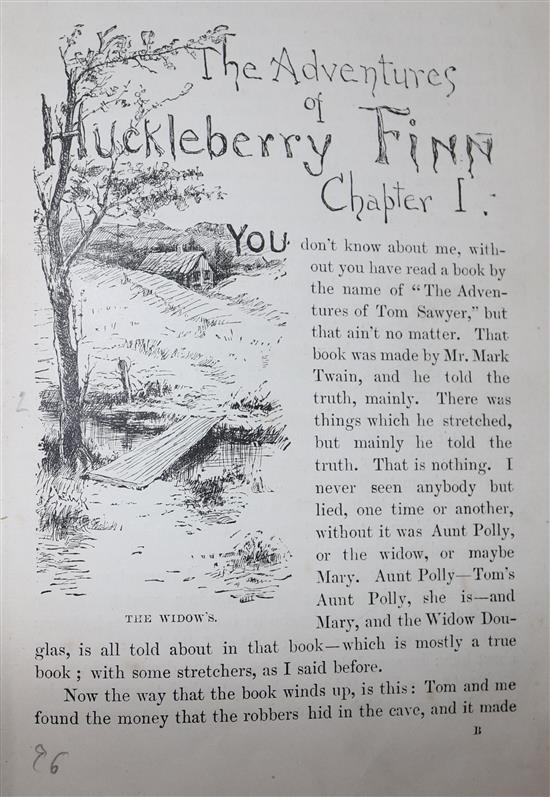 The Adventures
of
Huckleberry Finn
Chapter I.
YOU don't know about me, with-
out you have read a book by
the name of "The Adven-
tures of Tom Sawyer," but
that ain't no matter. That
book was made by Mr. Mark
Twain, and he told the
truth, mainly. There was
things which he stretched,
but mainly he told the
truth. That is nothing. I
never seen anybody but
lied, one time or another,
without it was Aunt Polly,
or the widow, or maybe
Mary. Aunt Polly—Tom's
Aunt Polly, she is—and
Mary, and the Widow Dou-
THE WIDOW'S.
glas, is all told about in that book—which is mostly a true
book; with some stretchers, as I said before.
Now the way that the book winds up, is this: Tom and me
found the money that the robbers hid in the cave, and it made
B